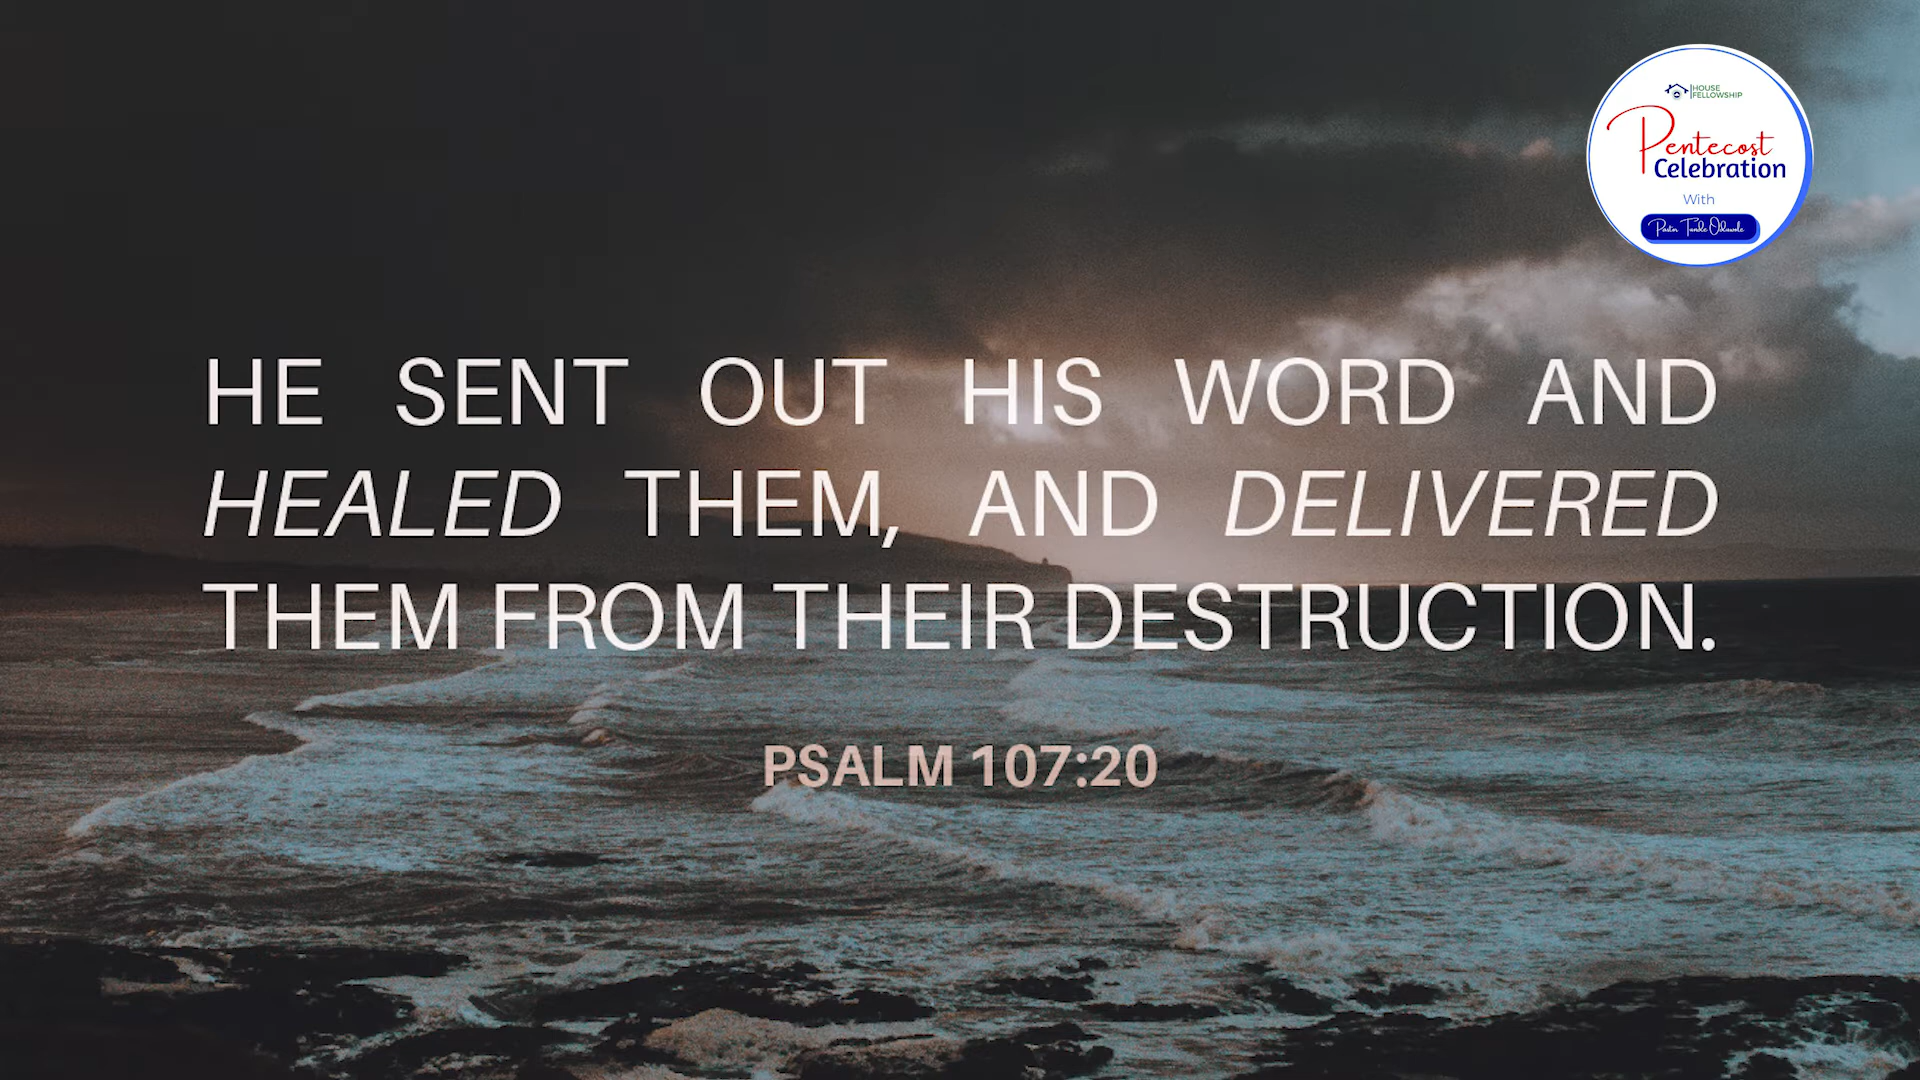 HOUSE
FELLOWSHIP
Pentecost
Celebration
With
HE SENT OUT HIS WORD AND
HEALED THEM, AND DELIVERED
THEM FROM THEIR DESTRUCTION.
PSALM 107:20